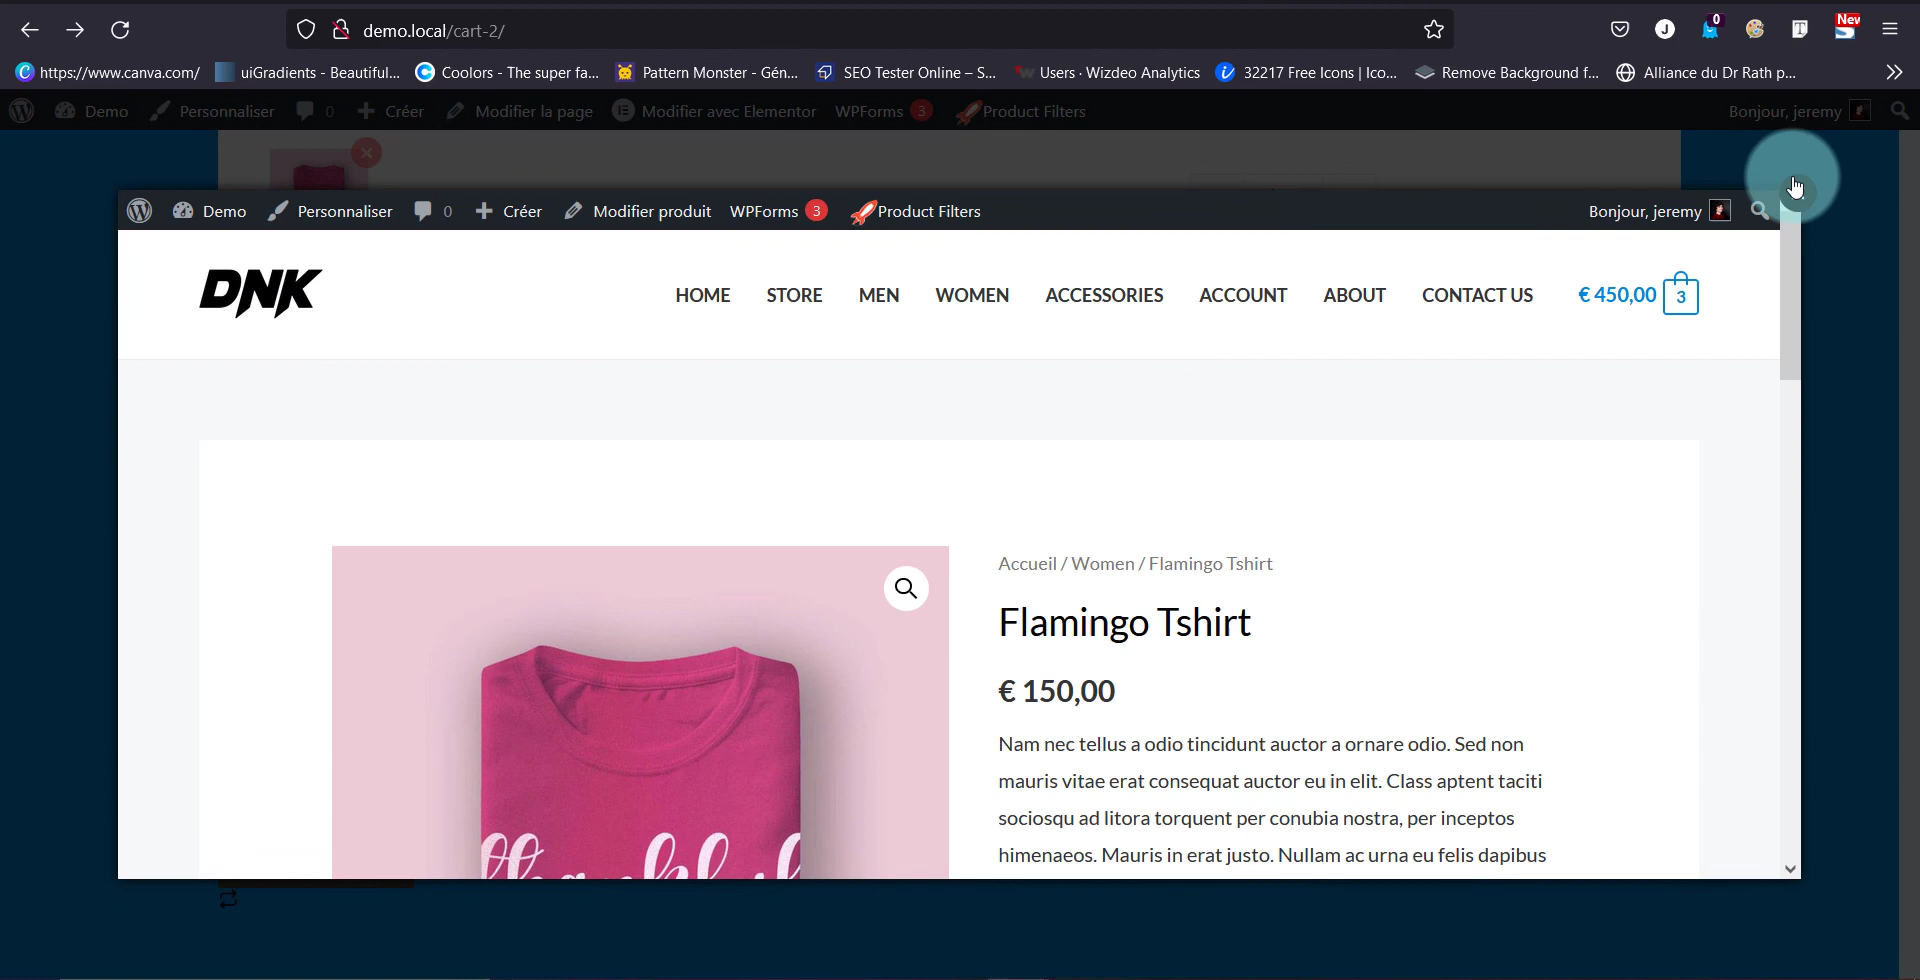 demo.local/cart-2/
https://www.canva.com/ uiGradients - Beautiful... Coolors - The super fa... Pattern Monster - Gén... SEO Tester Online – S... Users · Wizdeo Analytics 32217 Free Icons | Ico... Remove Background f... Alliance du Dr Rath p...
J 0 T New
Demo Personnaliser 0 Créer Modifier la page Modifier avec Elementor WPForms 3 Product Filters Bonjour, jeremy
Demo Personnaliser 0 Créer Modifier produit WPForms 3 Product Filters Bonjour, jeremy
DNK HOME STORE MEN WOMEN ACCESSORIES ACCOUNT ABOUT CONTACT US € 450,00 3
Accueil / Women / Flamingo Tshirt
Flamingo Tshirt
€ 150,00
Nam nec tellus a odio tincidunt auctor a ornare odio. Sed non
mauris vitae erat consequat auctor eu in elit. Class aptent taciti
sociosqu ad litora torquent per conubia nostra, per inceptos
himenaeos. Mauris in erat justo. Nullam ac urna eu felis dapibus